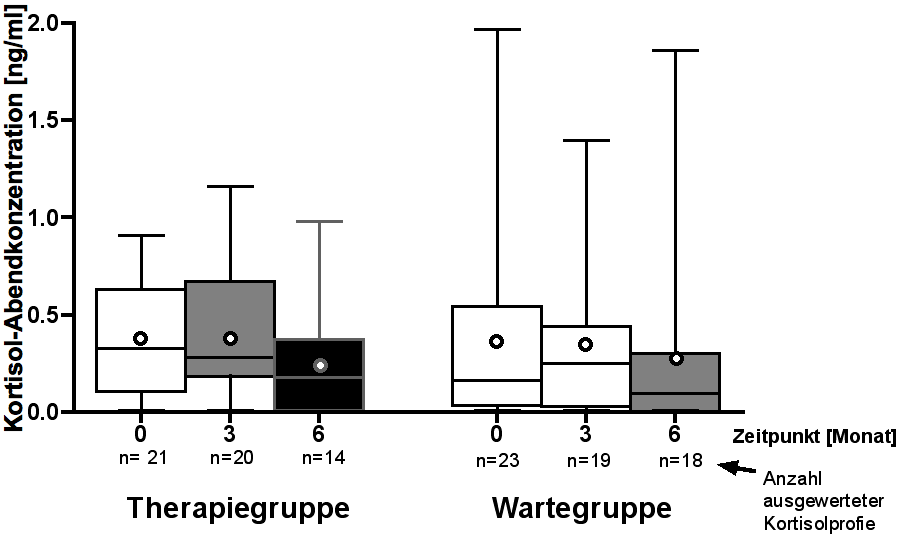 Kortisol-Abendkonzentration [ng/ml]
2.0
1.5
1.0
0.5
0.0
0 3 6 0 3 6 Zeitpunkt [Monat]
n= 21 n=20 n=14 n=23 n=19 n=18
Anzahl
ausgewerteter
Kortisolprofie
Therapiegruppe Wartegruppe